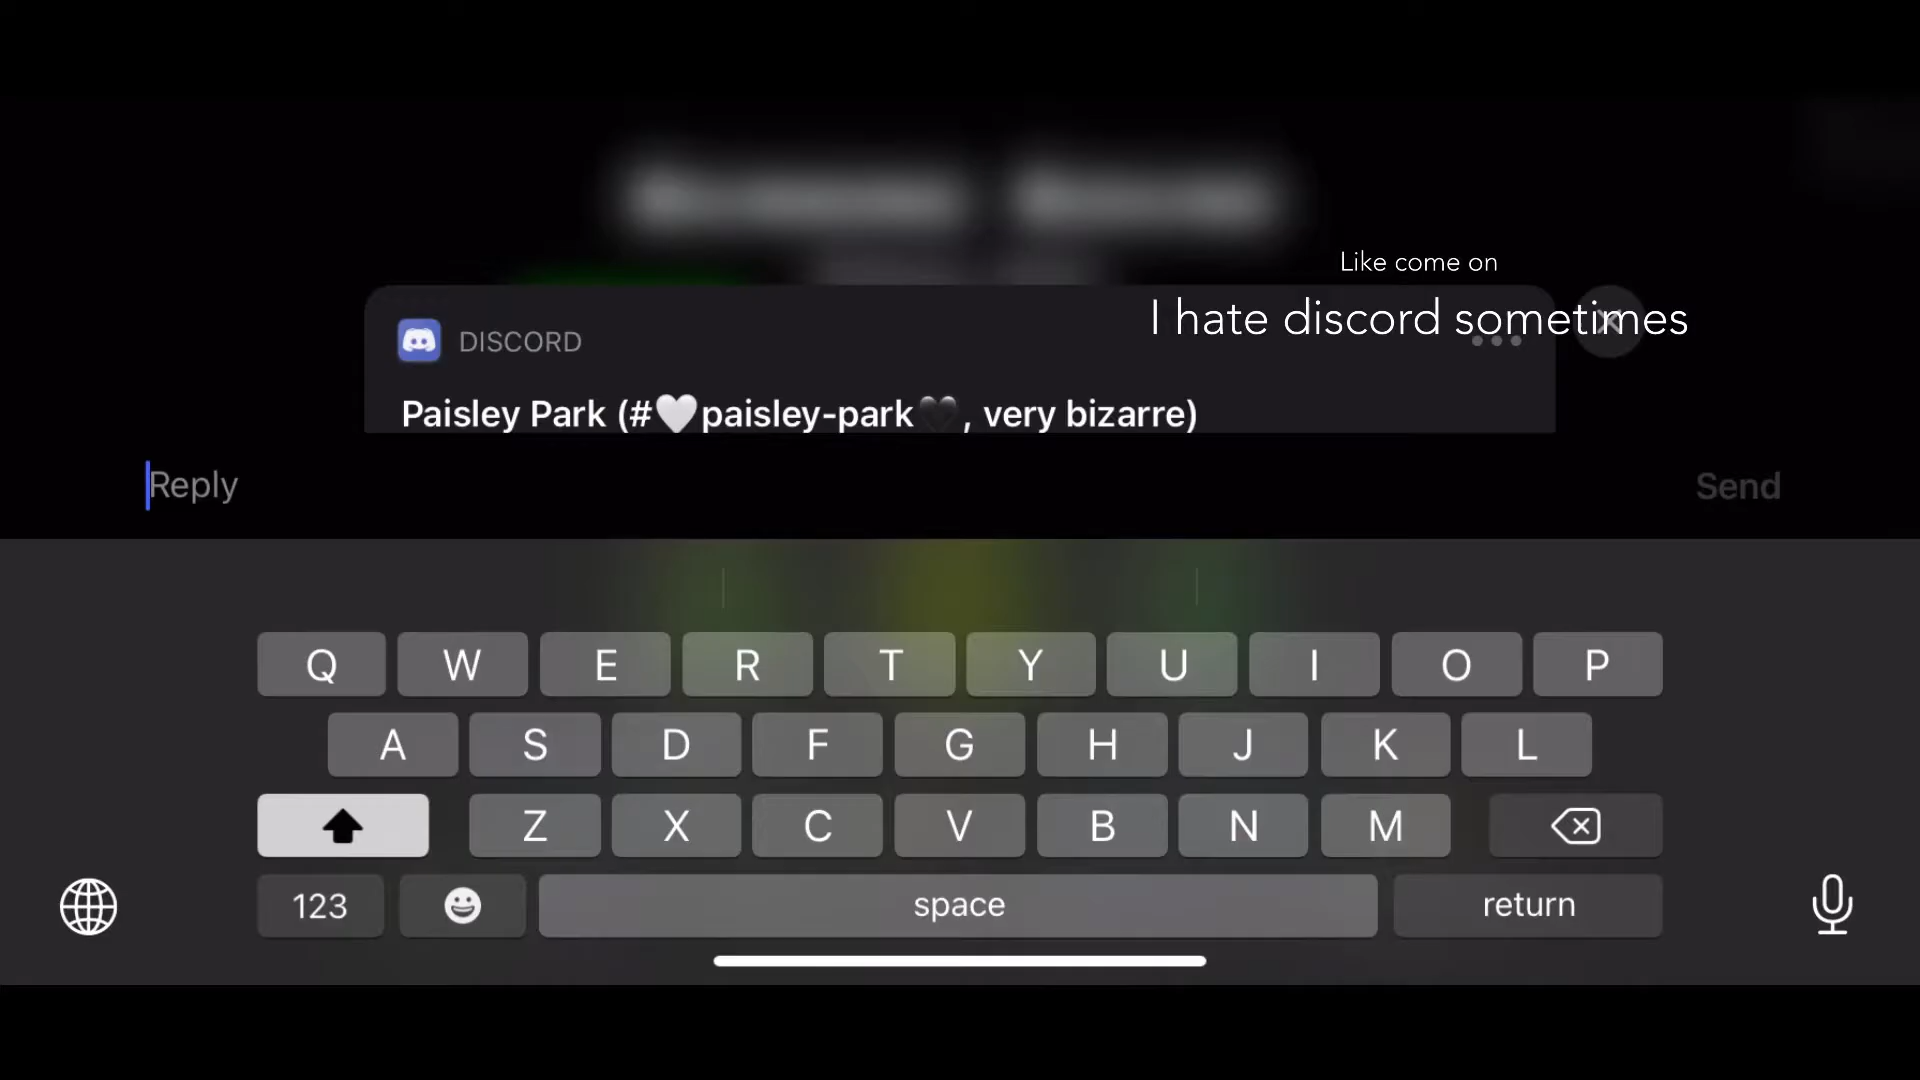 Like come on
I hate discord sometimes
DISCORD
Paisley Park (#🤍paisley-park🖤, very bizarre)
Reply
Send
Q W E R T Y U I O P
A S D F G H J K L
Z X C V B N M
123 space return